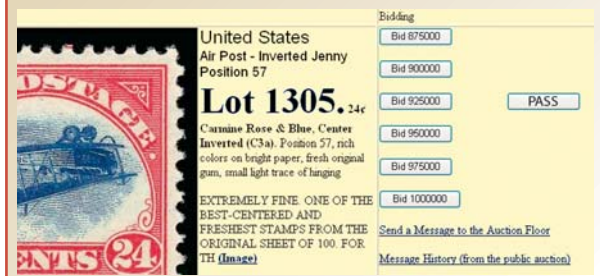 POSTAGE
CENTS 24
United States
Air Post - Inverted Jenny
Position 57
Lot 1305. 24c
Carmine Rose & Blue, Center
Inverted (C3a). Position 57, rich
colors on bright paper, fresh original
gum, small light trace of hinging
EXTREMELY FINE. ONE OF THE
BEST-CENTERED AND
FRESHEST STAMPS FROM THE
ORIGINAL SHEET OF 100. FOR
TH (Image)
Bidding
Bid 875000
Bid 900000
Bid 925000
PASS
Bid 950000
Bid 975000
Bid 1000000
Send a Message to the Auction Floor
Message History (from the public auction)